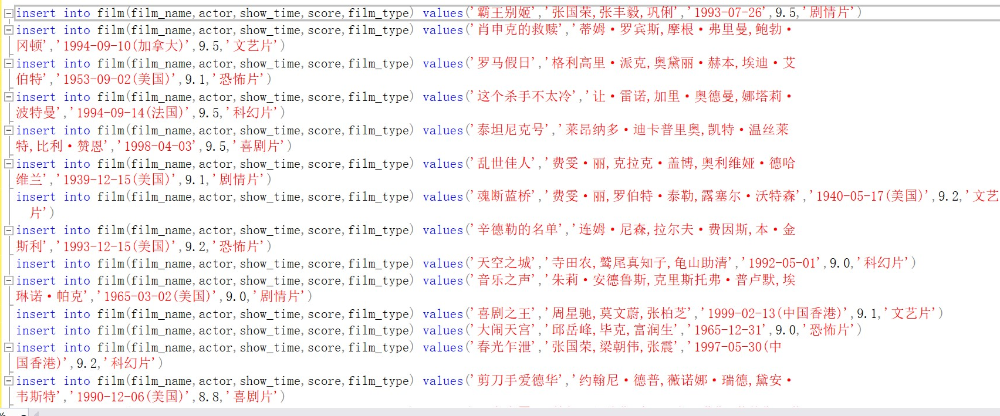 insert into film(film_name,actor,show_time,score,film_type) values('霸王别姬','张国荣,张丰毅,巩俐','1993-07-26',9.5,'剧情片')
insert into film(film_name,actor,show_time,score,film_type) values('肖申克的救赎','蒂姆·罗宾斯,摩根·弗里曼,鲍勃·
冈顿','1994-09-10(加拿大)',9.5,'文艺片')
insert into film(film_name,actor,show_time,score,film_type) values('罗马假日','格利高里·派克,奥黛丽·赫本,埃迪·艾
伯特','1953-09-02(美国)',9.1,'恐怖片')
insert into film(film_name,actor,show_time,score,film_type) values('这个杀手不太冷','让·雷诺,加里·奥德曼,娜塔莉·
波特曼','1994-09-14(法国)',9.5,'科幻片')
insert into film(film_name,actor,show_time,score,film_type) values('泰坦尼克号','莱昂纳多·迪卡普里奥,凯特·温丝莱
特,比利·赞恩','1998-04-03',9.5,'喜剧片')
insert into film(film_name,actor,show_time,score,film_type) values('乱世佳人','费雯·丽,克拉克·盖博,奥利维娅·德哈
维兰','1939-12-15(美国)',9.1,'剧情片')
insert into film(film_name,actor,show_time,score,film_type) values('魂断蓝桥','费雯·丽,罗伯特·泰勒,露塞尔·沃特森','1940-05-17(美国)',9.2,'文艺
片')
insert into film(film_name,actor,show_time,score,film_type) values('辛德勒的名单','连姆·尼森,拉尔夫·费因斯,本·金
斯利','1993-12-15(美国)',9.2,'恐怖片')
insert into film(film_name,actor,show_time,score,film_type) values('天空之城','寺田农,鹫尾真知子,龟山助清','1992-05-01',9.0,'科幻片')
insert into film(film_name,actor,show_time,score,film_type) values('音乐之声','朱莉·安德鲁斯,克里斯托弗·普卢默,埃
琳诺·帕克','1965-03-02(美国)',9.0,'剧情片')
insert into film(film_name,actor,show_time,score,film_type) values('喜剧之王','周星驰,莫文蔚,张柏芝','1999-02-13(中国香港)',9.1,'文艺片')
insert into film(film_name,actor,show_time,score,film_type) values('大闹天宫','邱岳峰,毕克,富润生','1965-12-31',9.0,'恐怖片')
insert into film(film_name,actor,show_time,score,film_type) values('春光乍泄','张国荣,梁朝伟,张震','1997-05-30(中
国香港)',9.2,'科幻片')
insert into film(film_name,actor,show_time,score,film_type) values('剪刀手爱德华','约翰尼·德普,薇诺娜·瑞德,黛安·
韦斯特','1990-12-06(美国)',8.8,'喜剧片')